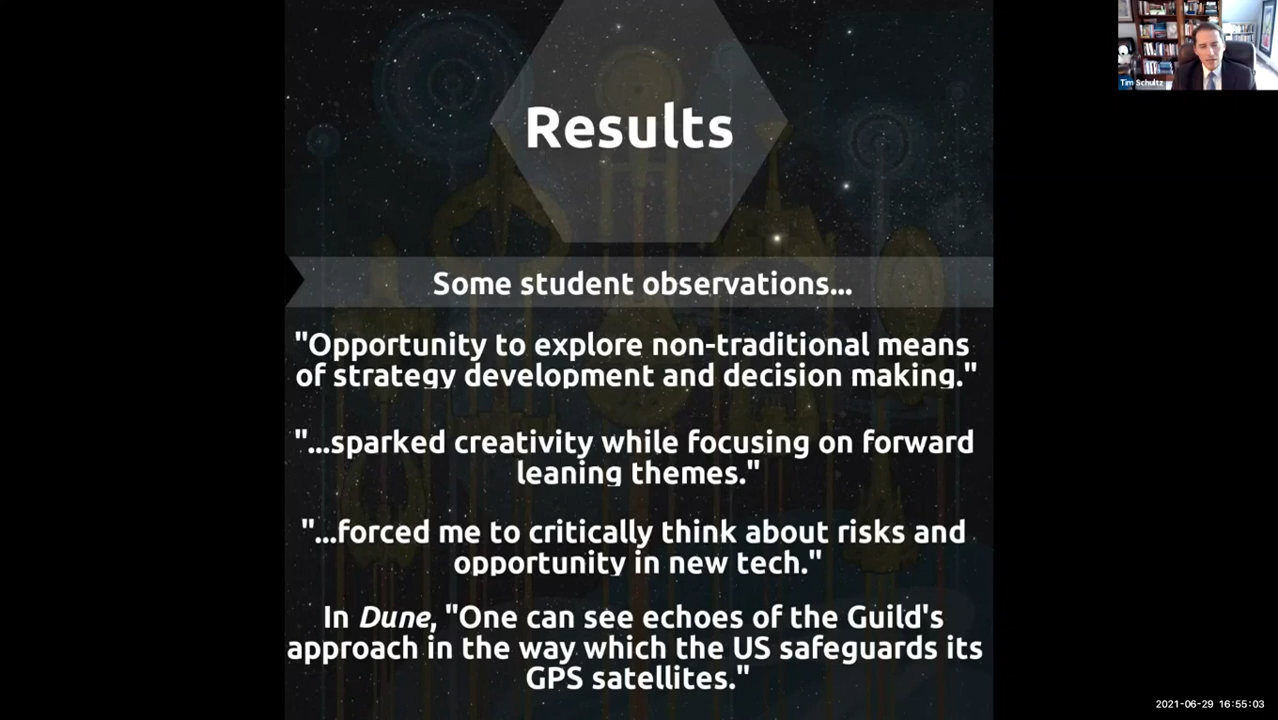 Results
Tim Schultz
Some student observations...
"Opportunity to explore non-traditional means
of strategy development and decision making."
"...sparked creativity while focusing on forward
leaning themes."
"...forced me to critically think about risks and
opportunity in new tech."
In Dune, "One can see echoes of the Guild's
approach in the way which the US safeguards its
GPS satellites."
2021-06-29 16:55:03